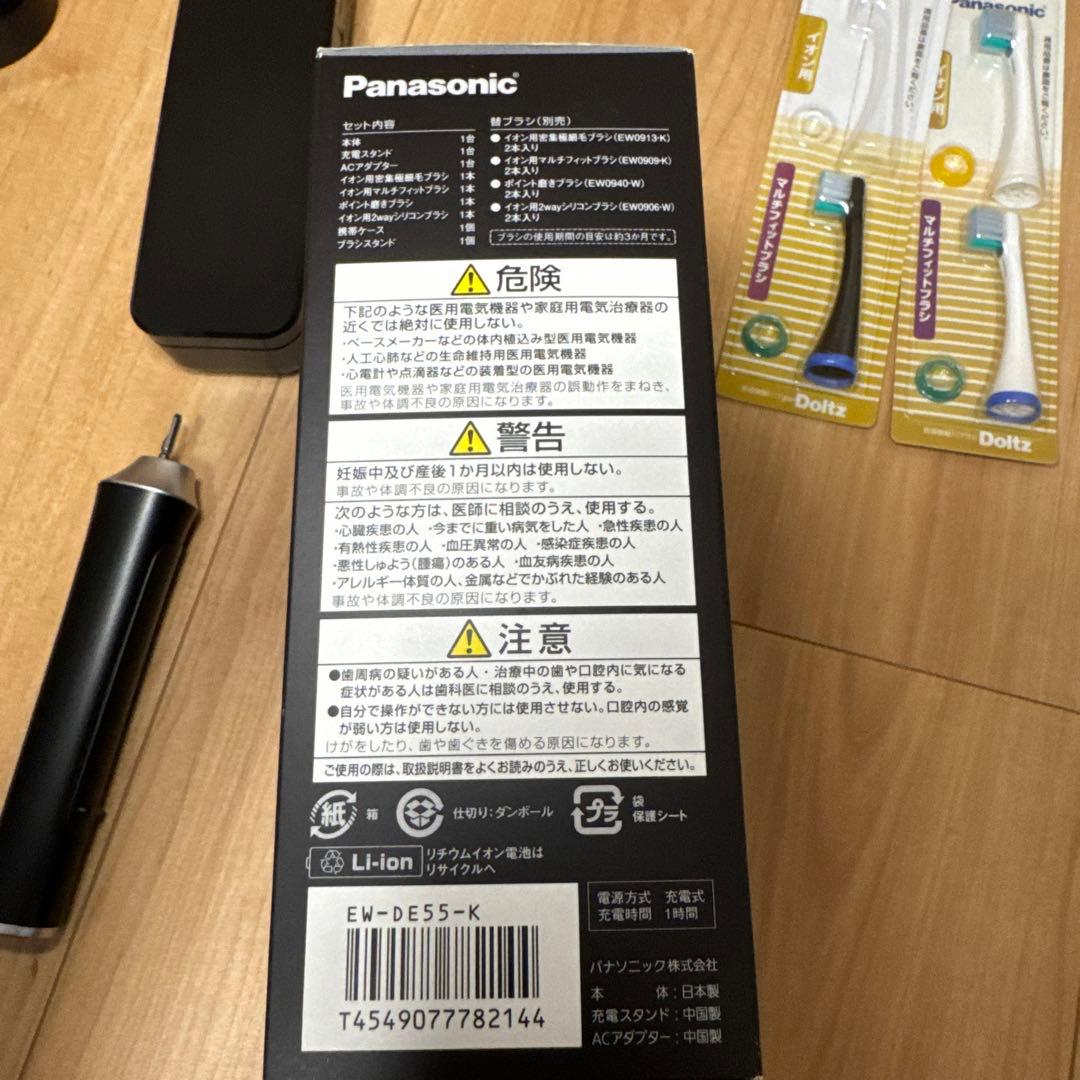 Panasonic
セット内容
本体 1台
充電スタンド 1台
ACアダプター 1台
イオン用密集極細毛ブラシ 1本
イオン用マルチフィットブラシ 1本
ポイント磨きブラシ 1本
イオン用2wayシリコンブラシ 1本
携帯ケース 1個
ブラシスタンド 1個
替ブラシ(別売)
●イオン用密集極細毛ブラシ(EW0913-K)
2本入り
●イオン用マルチフィットブラシ(EW0909-K)
2本入り
●ポイント磨きブラシ(EW0940-W)
2本入り
●イオン用2wayシリコンブラシ(EW0906-W)
2本入り
ブラシの使用期間の目安は約3か月です。
危険
下記のような医用電気機器や家庭用電気治療器の
近くでは絶対に使用しない。
・ペースメーカーなどの体内植込み型医用電気機器
・人工心肺などの生命維持用医用電気機器
・心電計や点滴器などの装着型の医用電気機器
医用電気機器や家庭用電気治療器の誤動作をまねき、
事故や体調不良の原因になります。
警告
妊娠中及び産後1か月以内は使用しない。
事故や体調不良の原因になります。
次のような方は、医師に相談のうえ、使用する。
・心臓疾患の人 ・今までに重い病気をした人 ・急性疾患の人
・有熱性疾患の人 ・血圧異常の人 ・感染症疾患の人
・悪性しゅよう(腫瘍)のある人 ・血友病疾患の人
・アレルギー体質の人、金属などでかぶれた経験のある人
事故や体調不良の原因になります。
注意
●歯周病の疑いがある人・治療中の歯や口腔内に気になる
症状がある人は歯科医に相談のうえ、使用する。
●自分で操作ができない方には使用させない。口腔内の感覚
が弱い方は使用しない。
けがをしたり、歯や歯ぐきを傷める原因になります。
ご使用の際は、取扱説明書をよくお読みのうえ、正しくお使いください。
紙 箱
仕切り:ダンボール
プラ 袋
保護シート
Li-ion リチウムイオン電池は
リサイクルへ
EW-DE55-K
T4549077782144
電源方式 充電式
充電時間 1時間
パナソニック株式会社
本 体:日本製
充電スタンド:中国製
ACアダプター:中国製
イオン用
マルチフィットブラシ
Doltz
Panasonic
イオン用
マルチフィットブラシ
Doltz